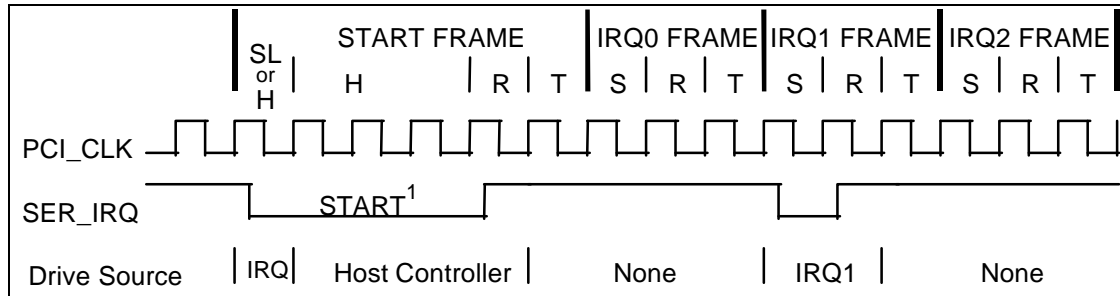 START FRAME IRQ0 FRAME IRQ1 FRAME IRQ2 FRAME
SL
or
H
H R T S R T S R T S R T
PCI_CLK
SER_IRQ START1
Drive Source IRQ Host Controller None IRQ1 None